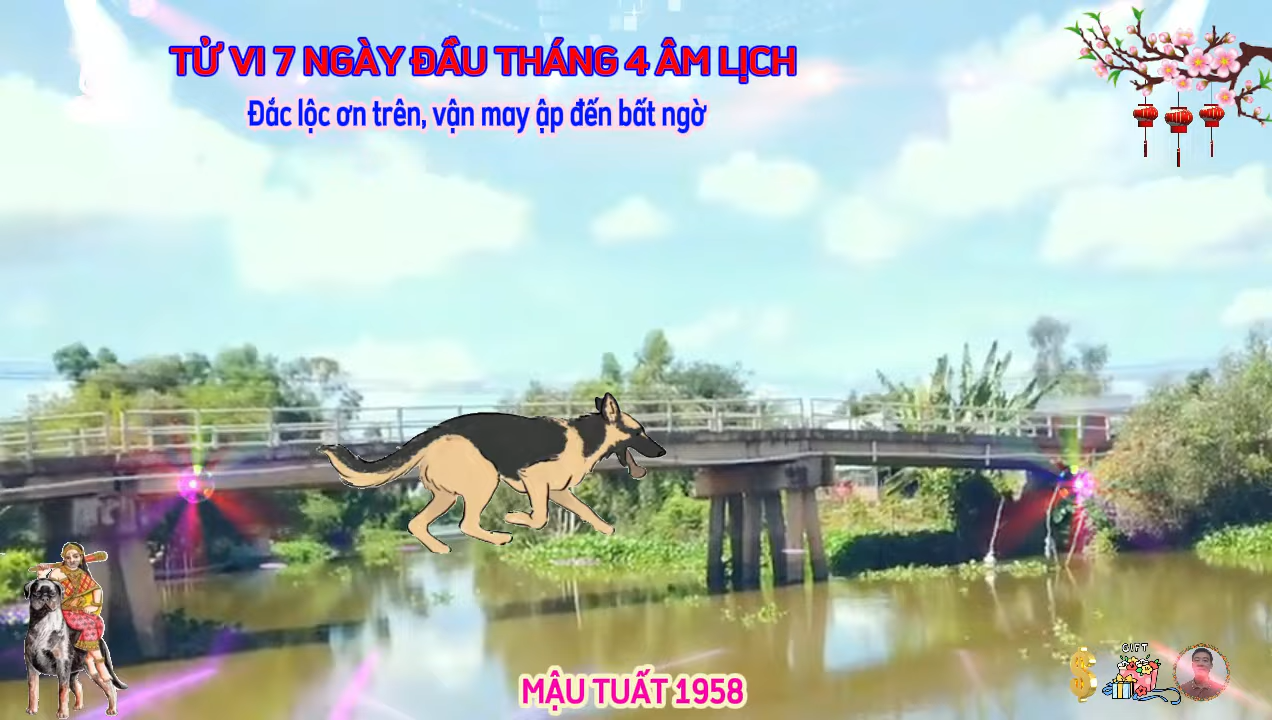 TỬ VI 7 NGÀY ĐẦU THÁNG 4 ÂM LỊCH
Đắc lộc ơn trên, vận may ập đến bất ngờ
GIFT
MẬU TUẤT 1958